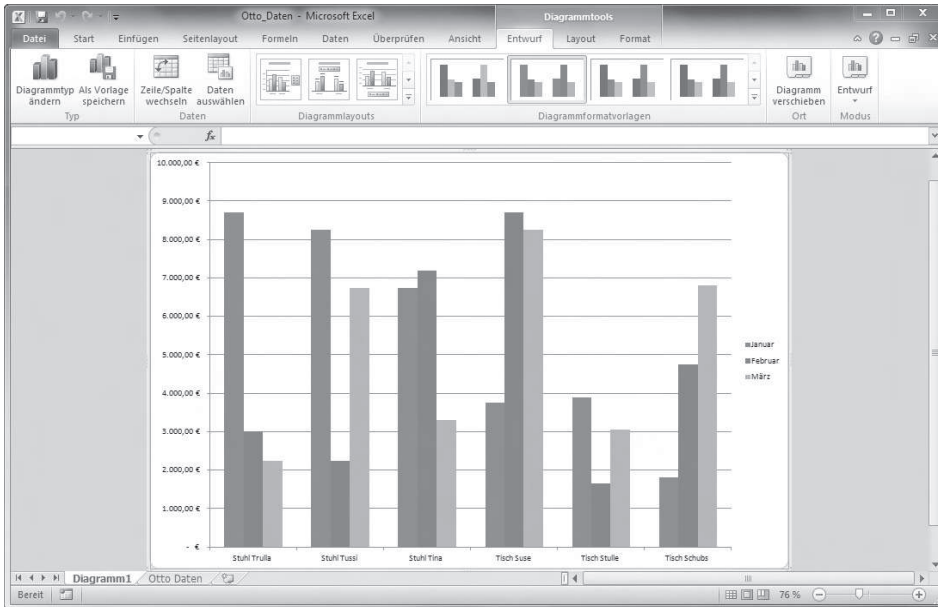 Otto_Daten - Microsoft Excel
Diagrammtools
Datei Start Einfügen Seitenlayout Formeln Daten Überprüfen Ansicht Entwurf Layout Format
Diagrammtyp ändern
Als Vorlage speichern
Zeile/Spalte wechseln
Daten auswählen
Diagramm verschieben
Entwurf
Typ Daten Diagrammlayouts Diagrammformatvorlagen Ort Modus
fx
10.000,00 €
9.000,00 €
8.000,00 €
7.000,00 €
6.000,00 €
5.000,00 €
4.000,00 €
3.000,00 €
2.000,00 €
1.000,00 €
- €
Januar
Februar
März
Stuhl Trulla Stuhl Tussi Stuhl Tina Tisch Suse Tisch Stulle Tisch Schubs
Diagramm1 Otto Daten
Bereit 76 %